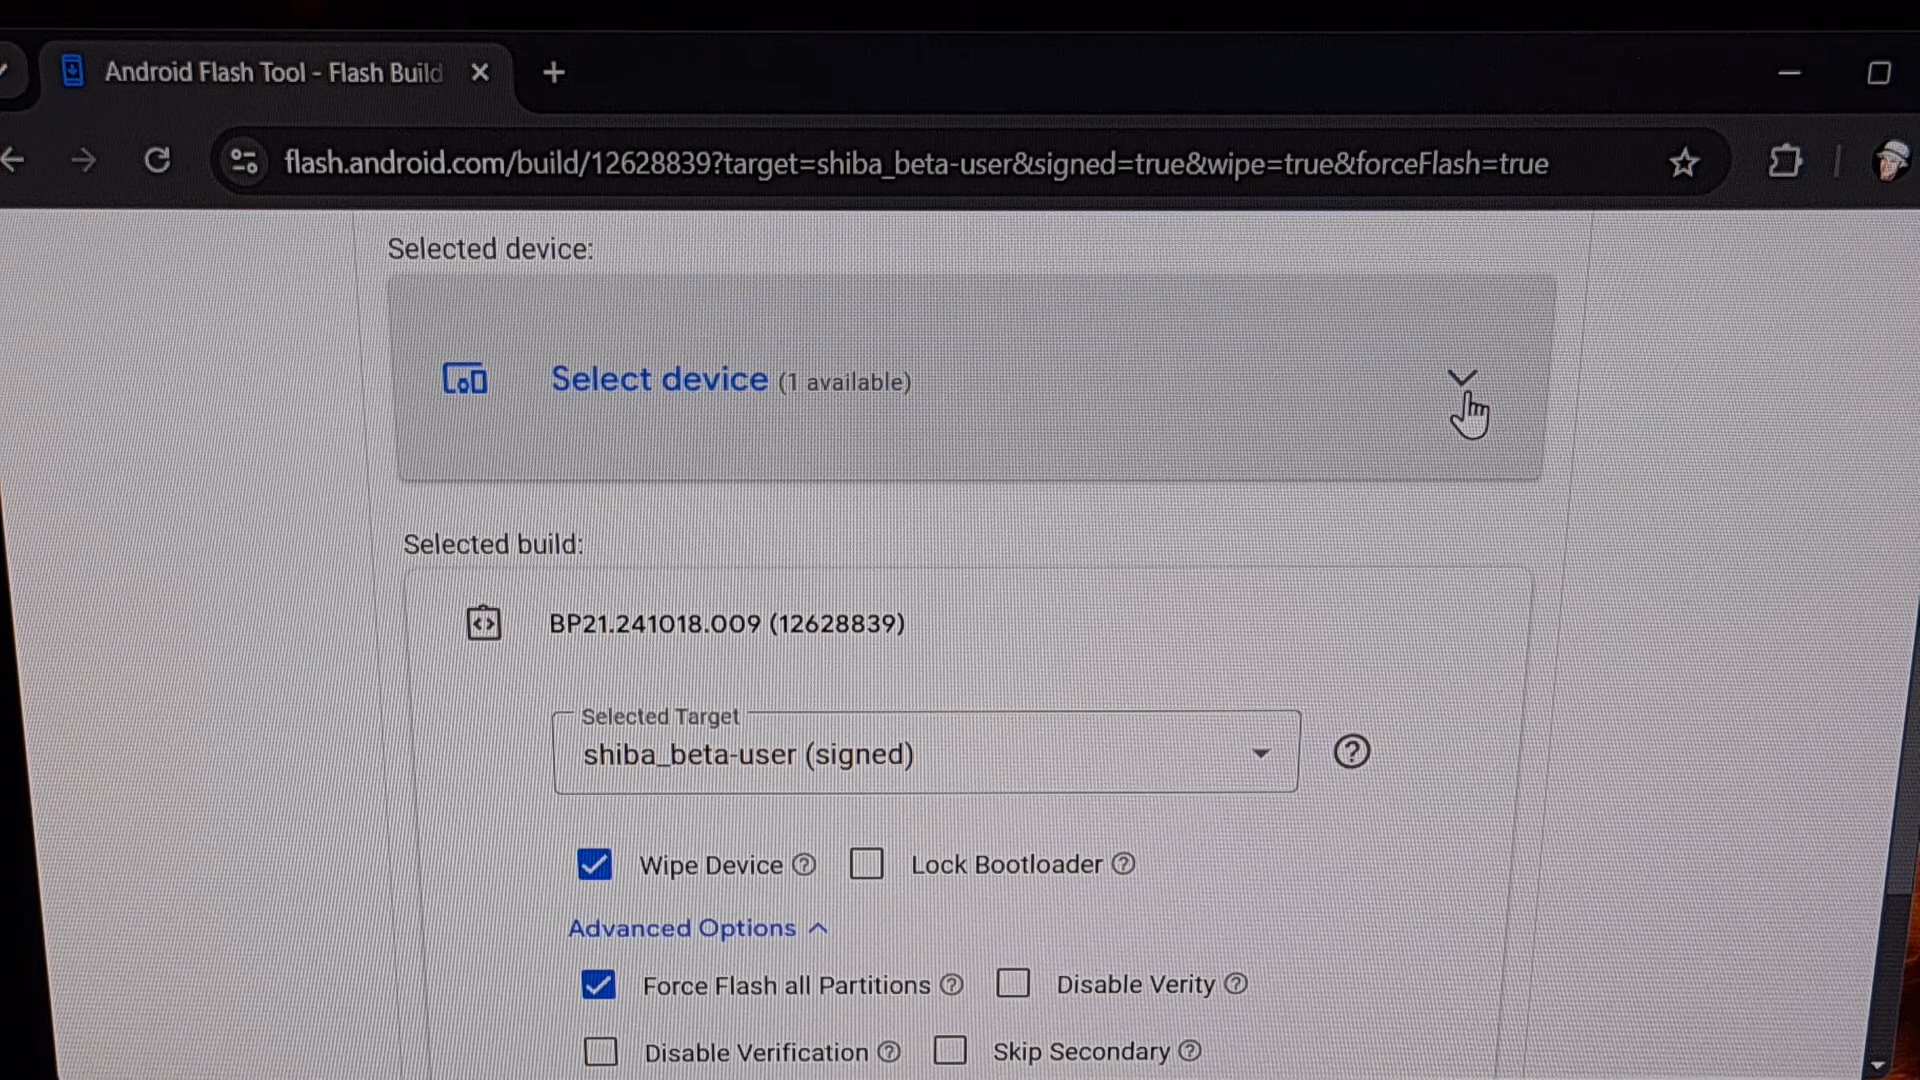 Android Flash Tool - Flash Build
flash.android.com/build/12628839?target=shiba_beta-user&signed=true&wipe=true&forceFlash=true
Selected device:
Select device (1 available)
Selected build:
BP21.241018.009 (12628839)
Selected Target
shiba_beta-user (signed)
Wipe Device Lock Bootloader
Advanced Options
Force Flash all Partitions Disable Verity
Disable Verification Skip Secondary